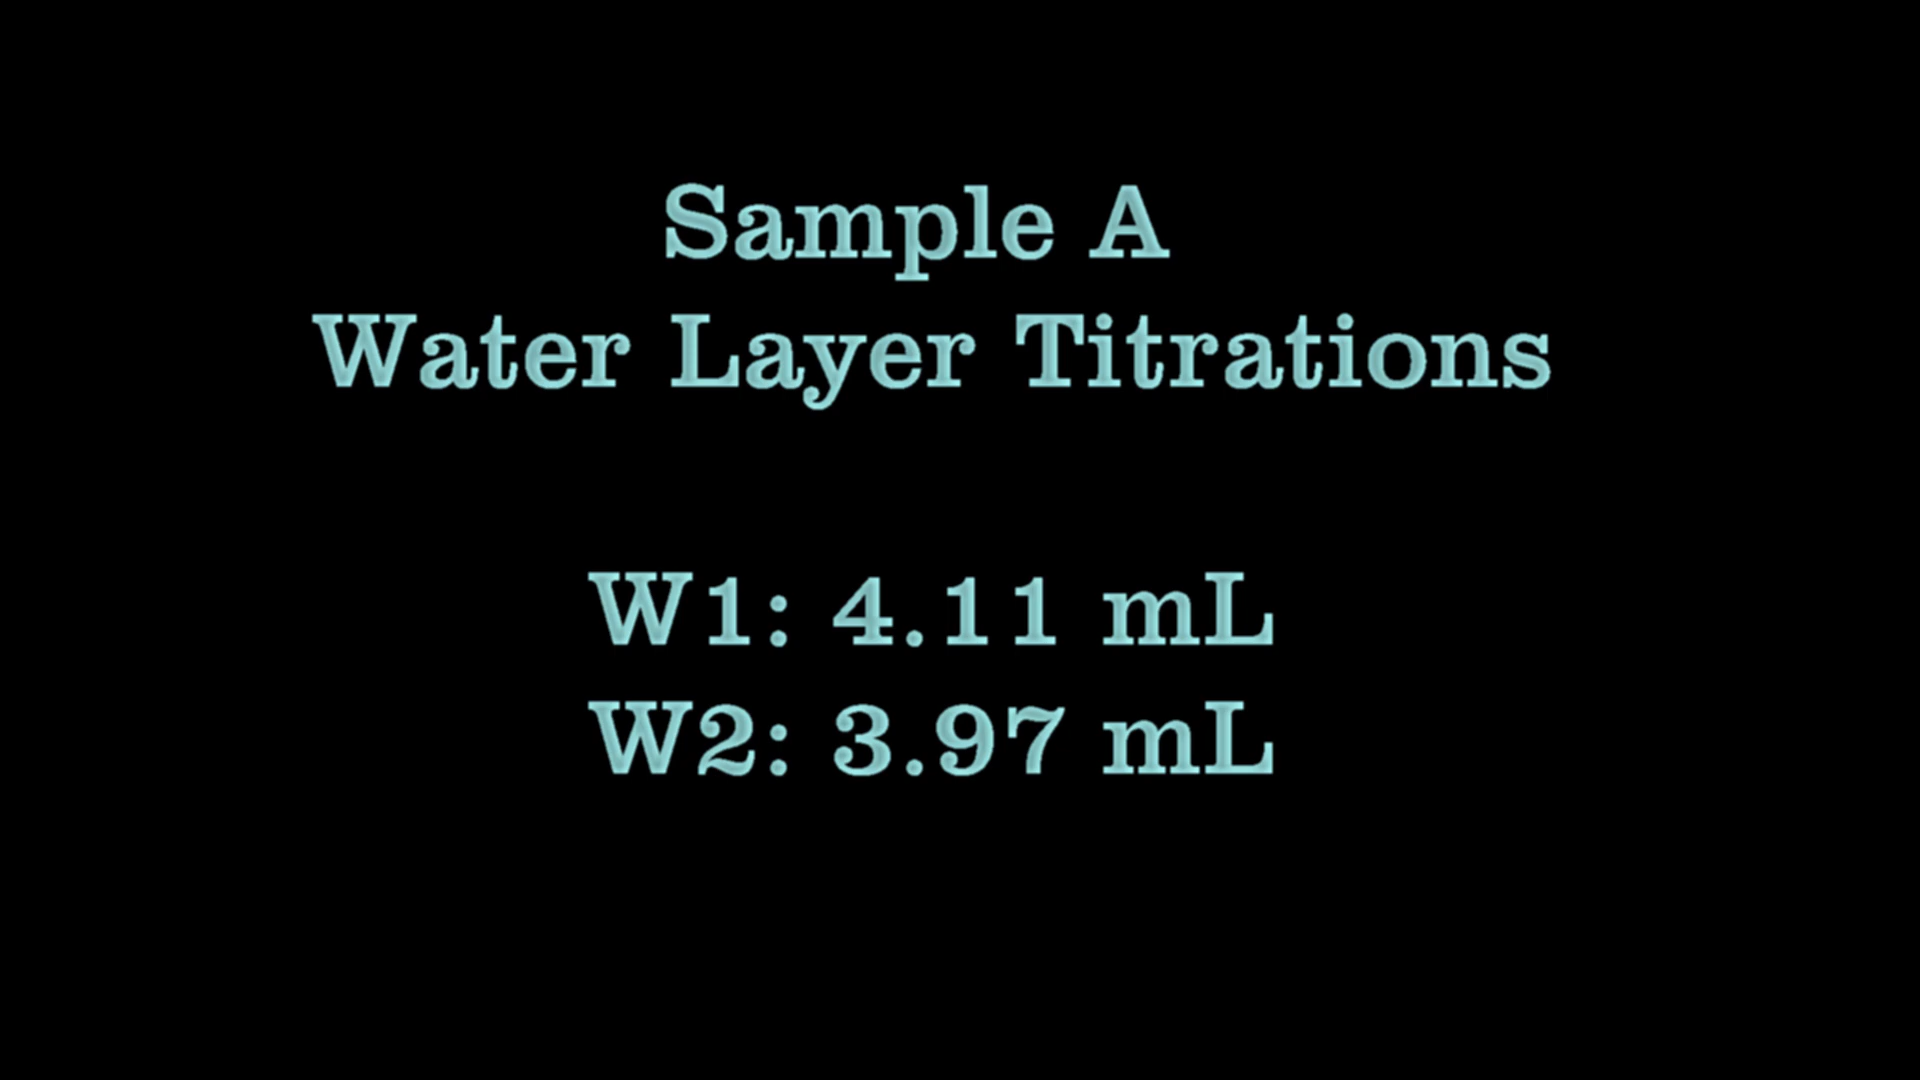 Sample A
Water Layer Titrations
W1: 4.11 mL
W2: 3.97 mL